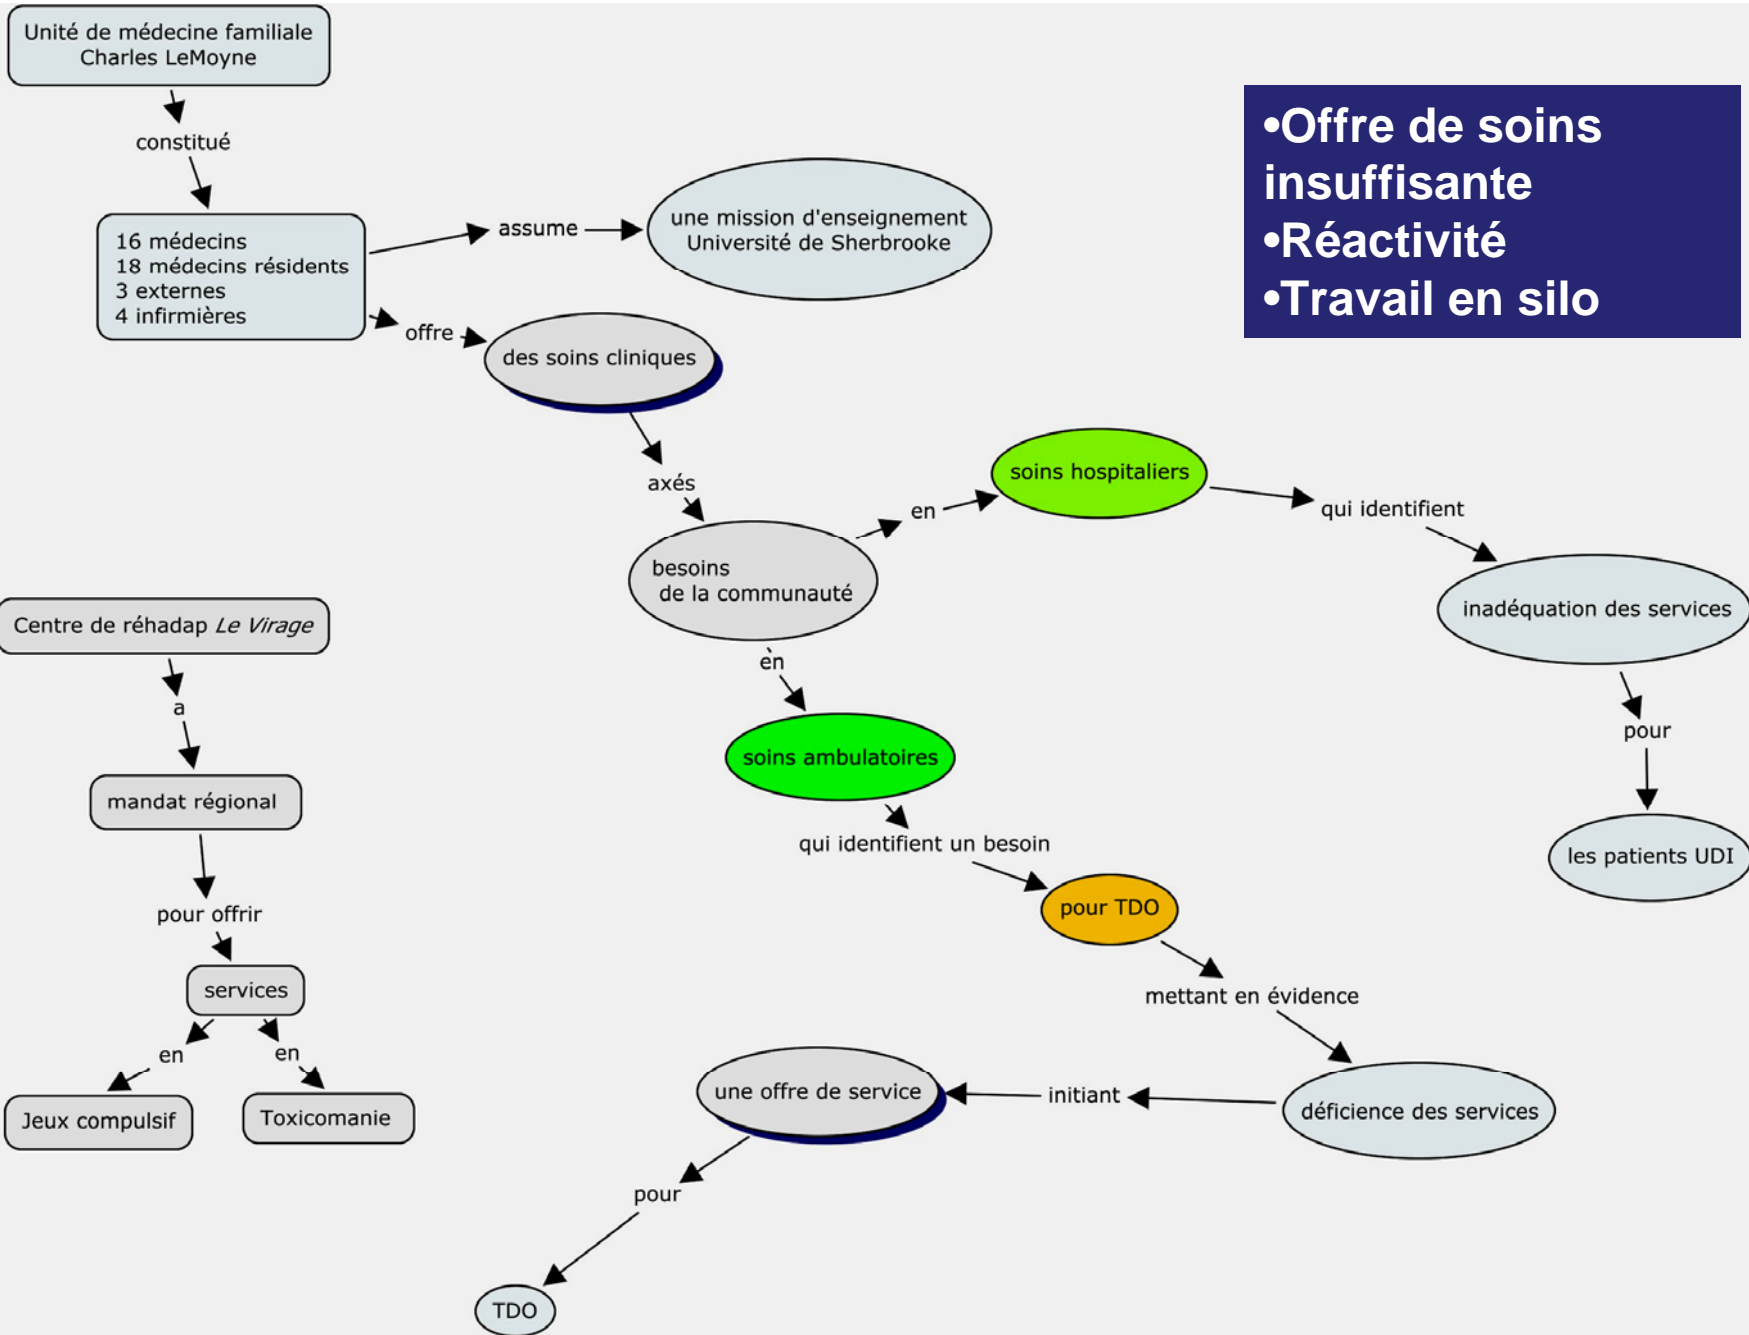 Unité de médecine familiale
Charles LeMoyne
constitué
16 médecins
18 médecins résidents
3 externes
4 infirmières
assume
une mission d'enseignement
Université de Sherbrooke
offre
des soins cliniques
axés
besoins
de la communauté
en
soins hospitaliers
qui identifient
inadéquation des services
pour
les patients UDI
en
soins ambulatoires
qui identifient un besoin
pour TDO
mettant en évidence
déficience des services
initiant
une offre de service
pour
TDO
Centre de réhadap Le Virage
a
mandat régional
pour offrir
services
en
Jeux compulsif
en
Toxicomanie
•Offre de soins
insuffisante
•Réactivité
•Travail en silo